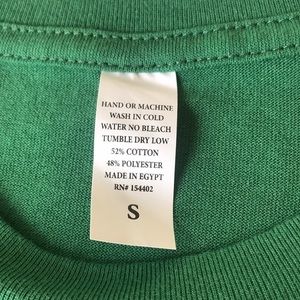 HAND OR MACHINE
WASH IN COLD
WATER NO BLEACH
TUMBLE DRY LOW
52% COTTON
48% POLYESTER
MADE IN EGYPT
RN# 154402
S